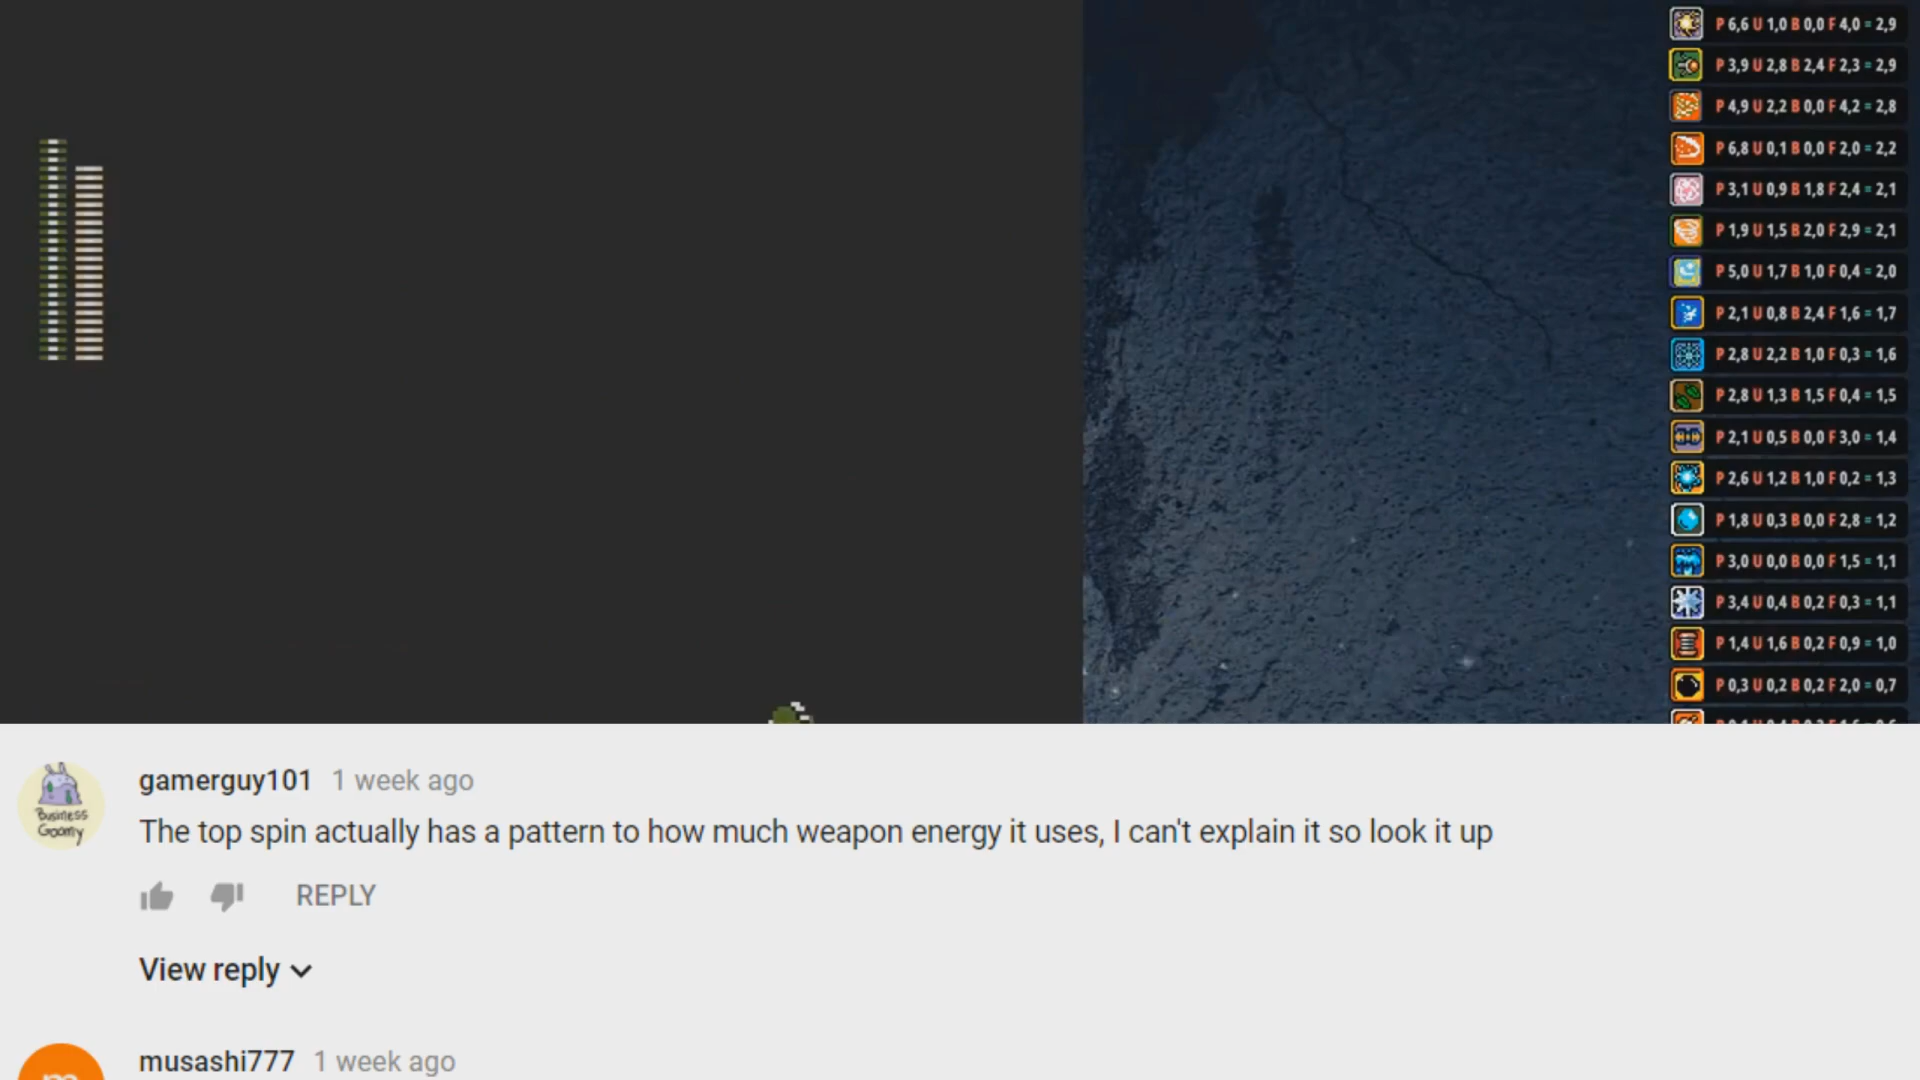 P 6,6 U 1,0 B 0,0 F 4,0 = 2,9
P 3,9 U 2,8 B 2,4 F 2,3 = 2,9
P 4,9 U 2,2 B 0,0 F 4,2 = 2,8
P 6,8 U 0,1 B 0,0 F 2,0 = 2,2
P 3,1 U 0,9 B 1,8 F 2,4 = 2,1
P 1,9 U 1,5 B 2,0 F 2,9 = 2,1
P 5,0 U 1,7 B 1,0 F 0,4 = 2,0
P 2,1 U 0,8 B 2,4 F 1,6 = 1,7
P 2,8 U 2,2 B 1,0 F 0,3 = 1,6
P 2,8 U 1,3 B 1,5 F 0,4 = 1,5
P 2,1 U 0,5 B 0,0 F 3,0 = 1,4
P 2,6 U 1,2 B 1,0 F 0,2 = 1,3
P 1,8 U 0,3 B 0,0 F 2,8 = 1,2
P 3,0 U 0,0 B 0,0 F 1,5 = 1,1
P 3,4 U 0,4 B 0,2 F 0,3 = 1,1
P 1,4 U 1,6 B 0,2 F 0,9 = 1,0
P 0,3 U 0,2 B 0,2 F 2,0 = 0,7
Business
Goomy
gamerguy101 1 week ago
The top spin actually has a pattern to how much weapon energy it uses, I can't explain it so look it up
REPLY
View reply
musashi777 1 week ago
m